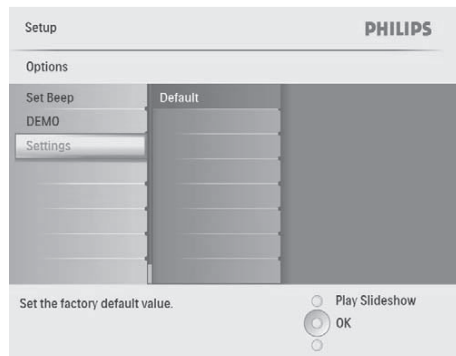 Setup
PHILIPS
Options
Set Beep
Default
DEMO
Settings
Set the factory default value.
Play Slideshow
OK